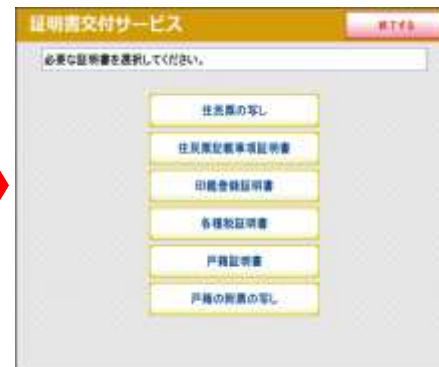 証明書交付サービス
終了する
必要な証明書を選択してください。
住民票の写し
住民票記載事項証明書
印鑑登録証明書
各種税証明書
戸籍証明書
戸籍の附票の写し